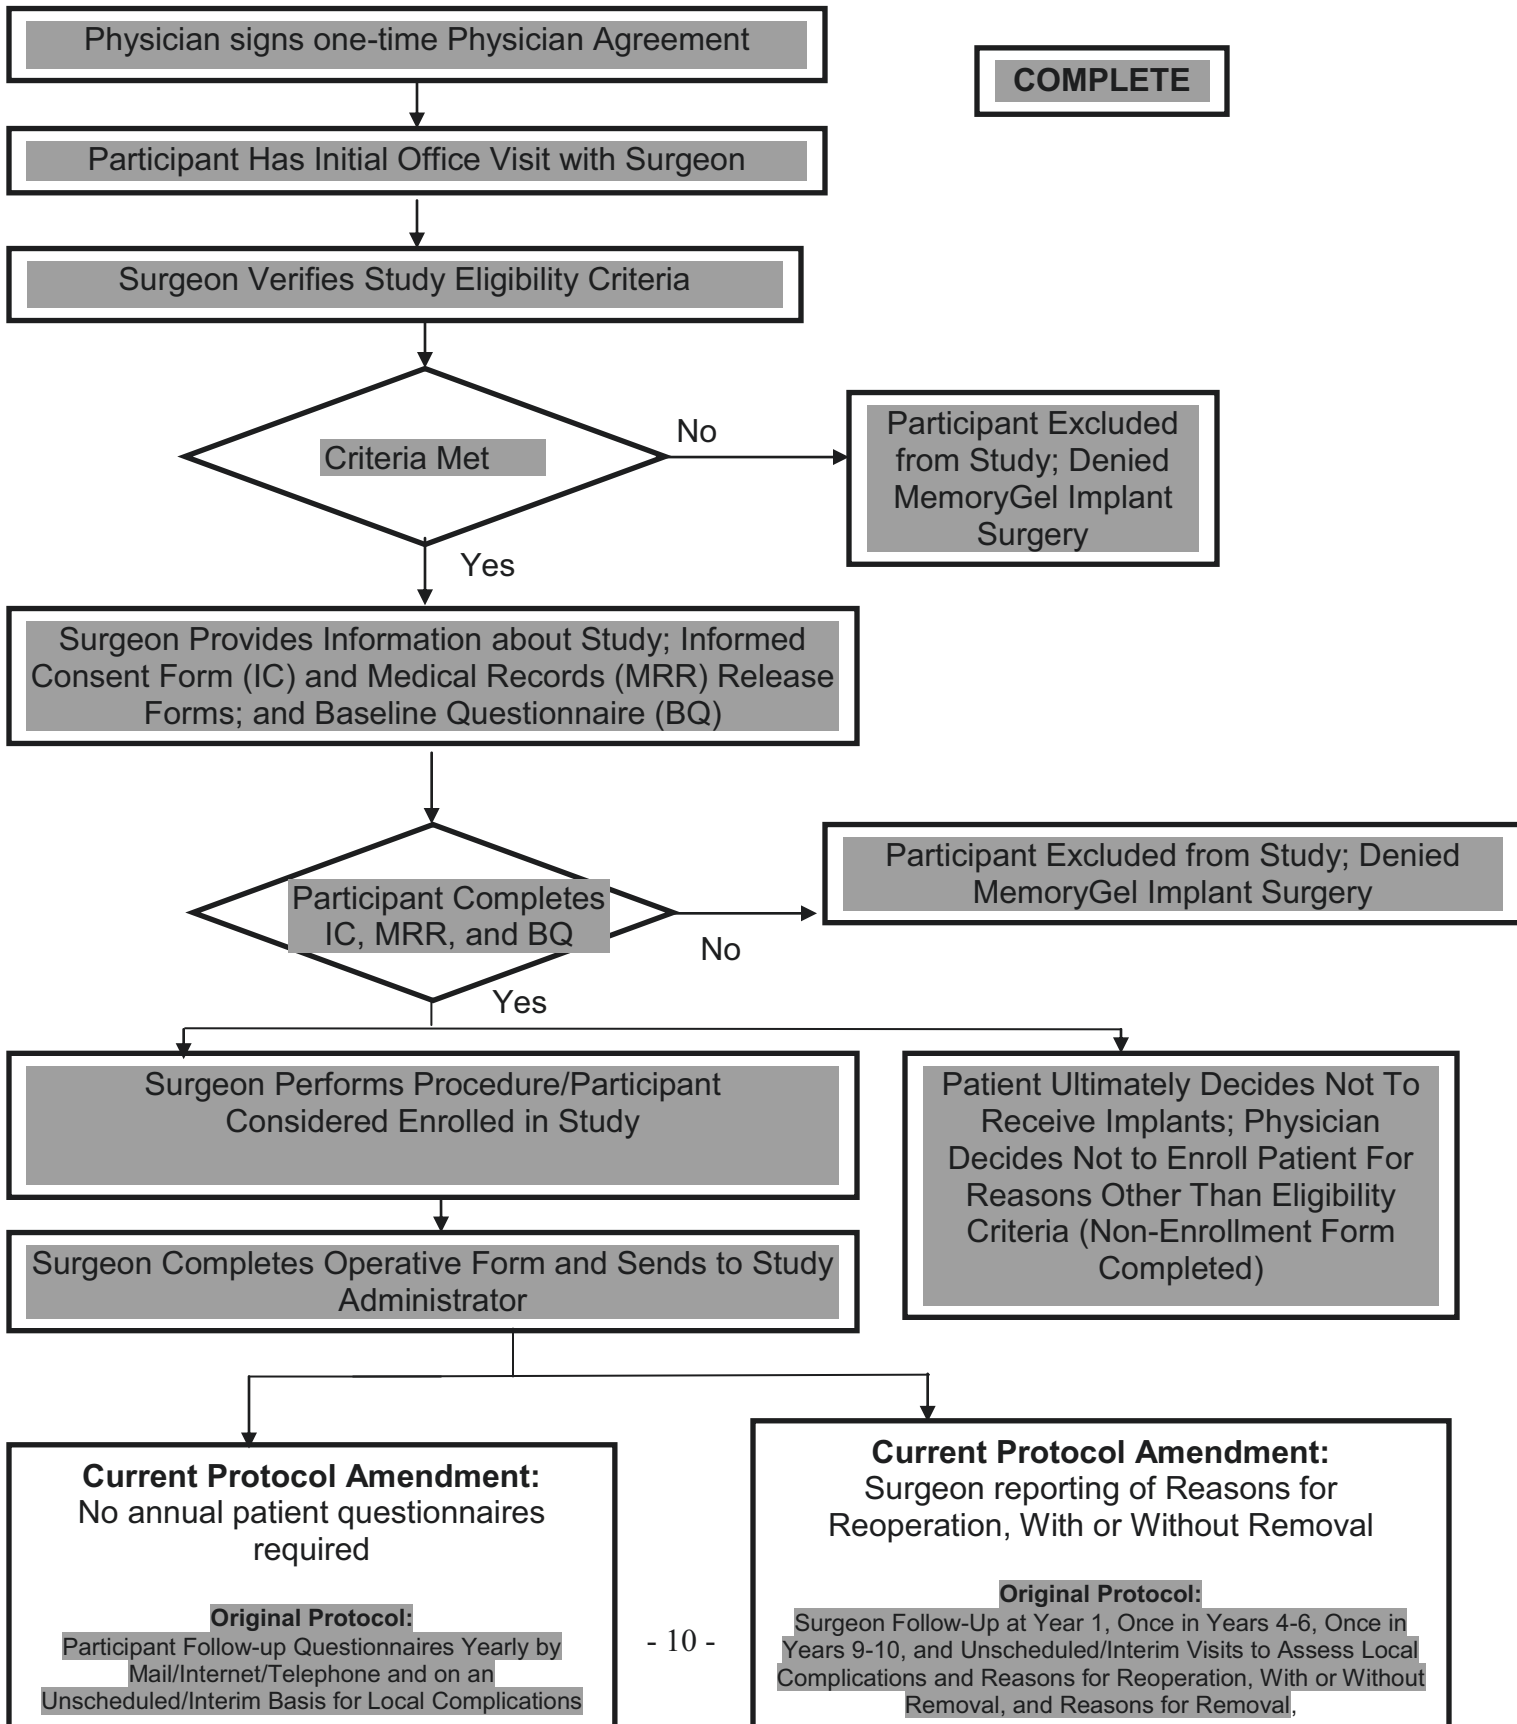 Physician signs one-time Physician Agreement
COMPLETE
Participant Has Initial Office Visit with Surgeon
Surgeon Verifies Study Eligibility Criteria
Criteria Met
No
Participant Excluded
from Study; Denied
MemoryGel Implant
Surgery
Yes
Surgeon Provides Information about Study; Informed
Consent Form (IC) and Medical Records (MRR) Release
Forms; and Baseline Questionnaire (BQ)
Participant Completes
IC, MRR, and BQ
No
Participant Excluded from Study; Denied
MemoryGel Implant Surgery
Yes
Surgeon Performs Procedure/Participant
Considered Enrolled in Study
Patient Ultimately Decides Not To
Receive Implants; Physician
Decides Not to Enroll Patient For
Reasons Other Than Eligibility
Criteria (Non-Enrollment Form
Completed)
Surgeon Completes Operative Form and Sends to Study
Administrator
Current Protocol Amendment:
No annual patient questionnaires
required
Original Protocol:
Participant Follow-up Questionnaires Yearly by
Mail/Internet/Telephone and on an
Unscheduled/Interim Basis for Local Complications
- 10 -
Current Protocol Amendment:
Surgeon reporting of Reasons for
Reoperation, With or Without Removal
Original Protocol:
Surgeon Follow-Up at Year 1, Once in Years 4-6, Once in
Years 9-10, and Unscheduled/Interim Visits to Assess Local
Complications and Reasons for Reoperation, With or Without
Removal, and Reasons for Removal,